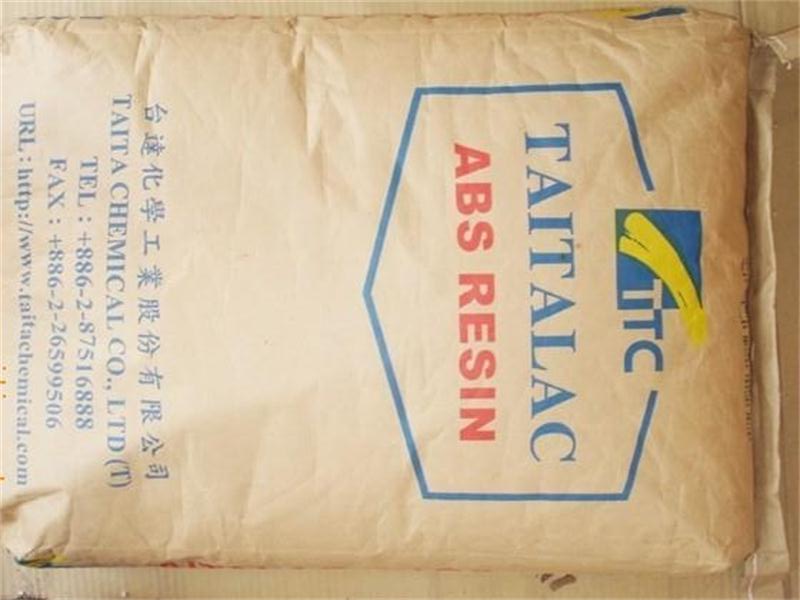 TTC
TAITALAC
ABS RESIN
台達化學工業股份有限公司
TAITA CHEMICAL CO., LTD (T)
TEL : +886-2-87516888
FAX : +886-2-26599506
URL : http://www.taitachemical.com